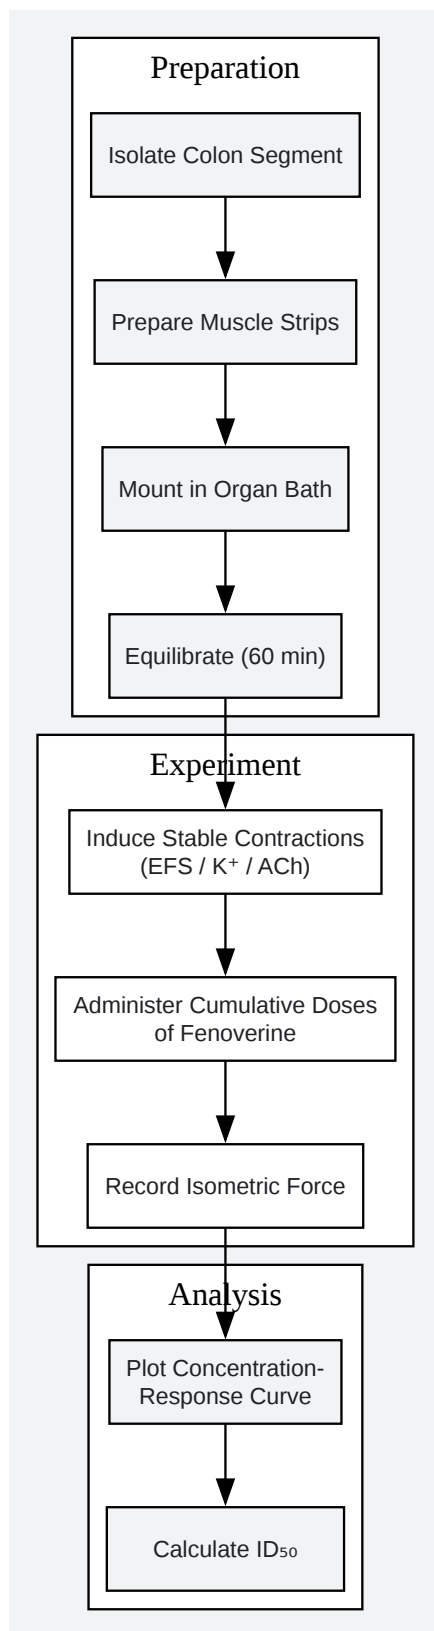 Preparation
Isolate Colon Segment
Prepare Muscle Strips
Mount in Organ Bath
Equilibrate (60 min)
Experiment
Induce Stable Contractions
(EFS / K⁺ / ACh)
Administer Cumulative Doses
of Fenoverine
Record Isometric Force
Analysis
Plot Concentration-
Response Curve
Calculate ID₅₀